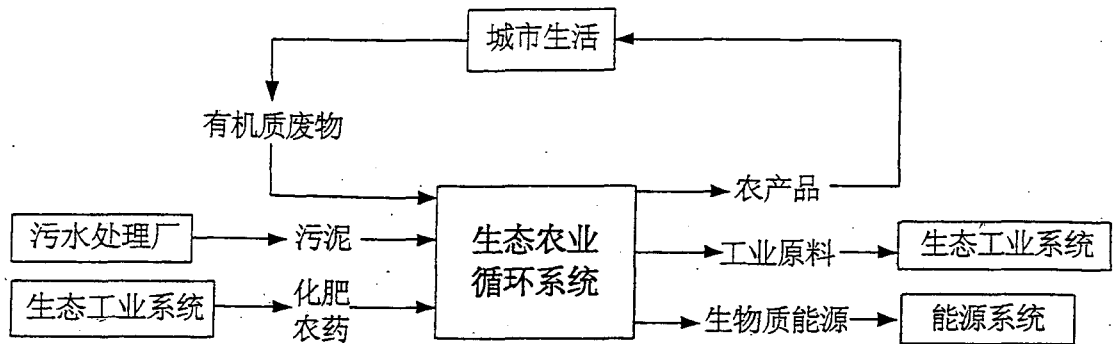 城市生活
有机质废物
农产品
污水处理厂
污泥
生态农业
循环系统
工业原料
生态工业系统
生态工业系统
化肥
农药
生物质能源
能源系统